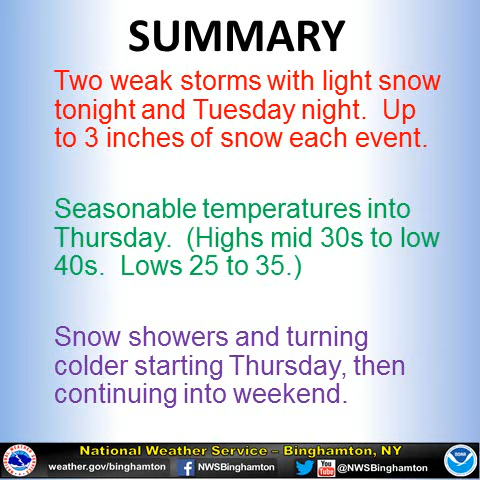 SUMMARY
Two weak storms with light snow
tonight and Tuesday night.  Up
to 3 inches of snow each event.
Seasonable temperatures into
Thursday.  (Highs mid 30s to low
40s.  Lows 25 to 35.)
Snow showers and turning
colder starting Thursday, then
continuing into weekend.
National Weather Service – Binghamton, NY
weather.gov/binghamton f NWSBinghamton You Tube @NWSBinghamton